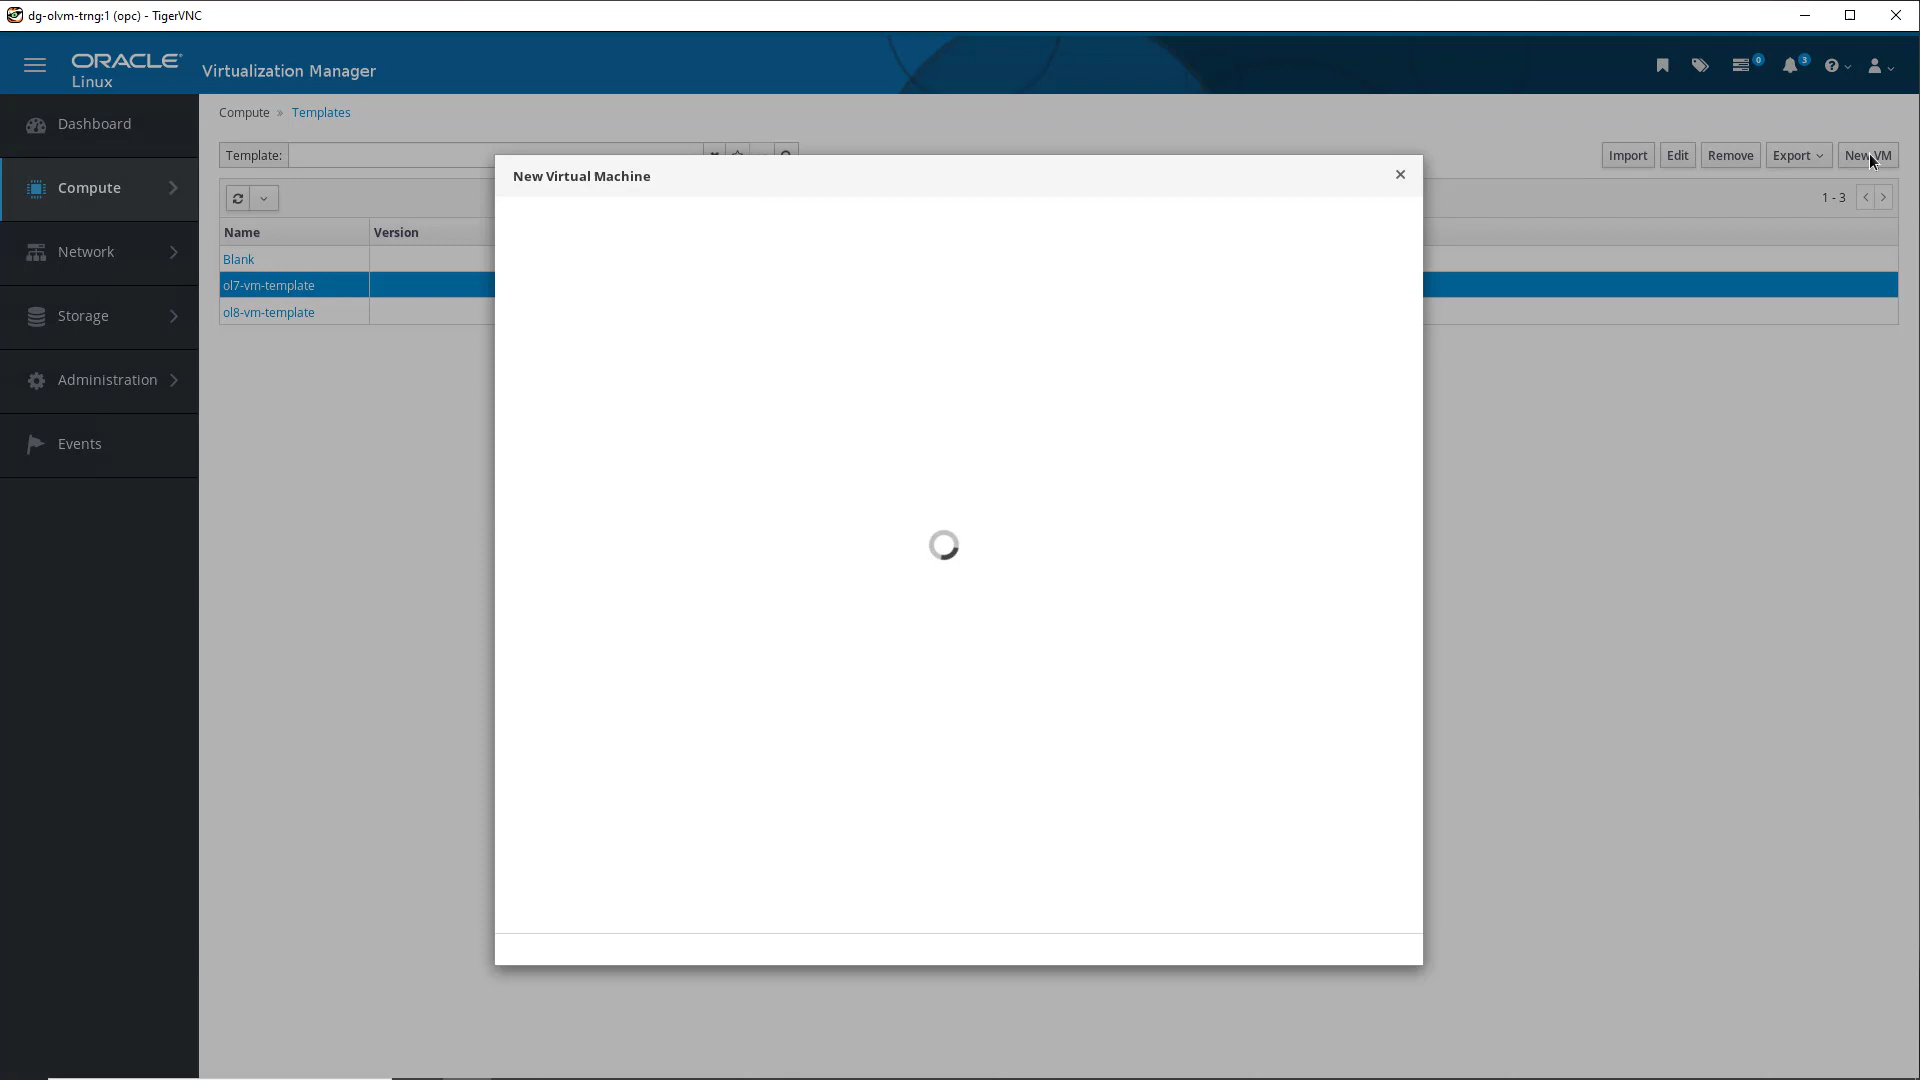 dg-olvm-trng:1 (opc) - TigerVNC
ORACLE
Linux
Virtualization Manager
0
3
Dashboard
Compute
Network
Storage
Administration
Events
Compute » Templates
Template:
Import
Edit
Remove
Export
New VM
1 - 3
Name
Version
Blank
ol7-vm-template
ol8-vm-template
New Virtual Machine